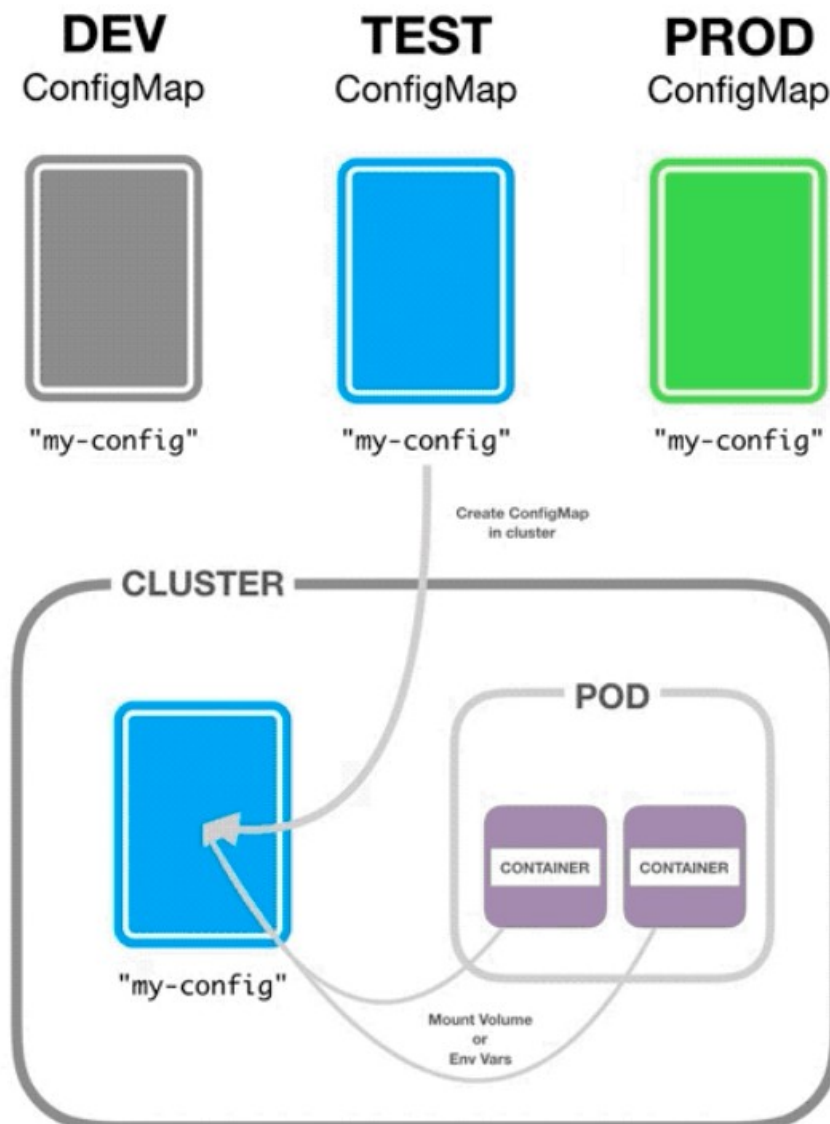 DEV
ConfigMap
TEST
ConfigMap
PROD
ConfigMap
"my-config"
"my-config"
"my-config"
Create ConfigMap
in cluster
CLUSTER
POD
CONTAINER
CONTAINER
"my-config"
Mount Volume
or
Env Vars